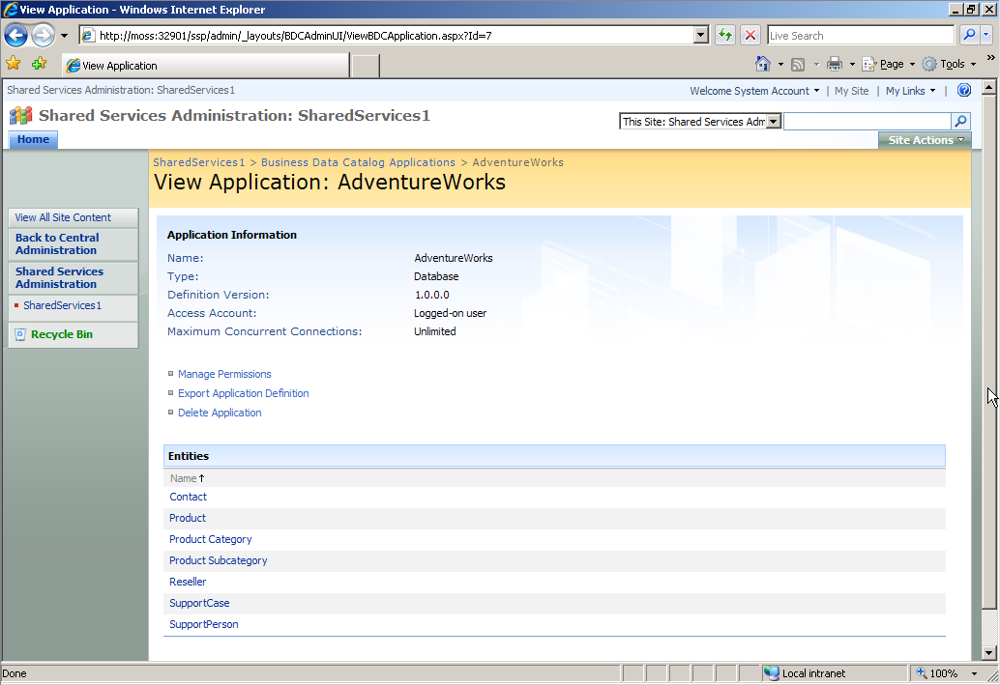 View Application - Windows Internet Explorer
http://moss:32901/ssp/admin/_layouts/BDCAdminUI/ViewBDCApplication.aspx?Id=7
Live Search
View Application
Page
Tools
Shared Services Administration: SharedServices1
Welcome System Account | My Site | My Links |
Shared Services Administration: SharedServices1
This Site: Shared Services Adm
Home
Site Actions
SharedServices1 > Business Data Catalog Applications > AdventureWorks
View Application: AdventureWorks
View All Site Content
Back to Central
Administration
Shared Services
Administration
SharedServices1
Recycle Bin
Application Information
Name: AdventureWorks
Type: Database
Definition Version: 1.0.0.0
Access Account: Logged-on user
Maximum Concurrent Connections: Unlimited
Manage Permissions
Export Application Definition
Delete Application
Entities
Name
Contact
Product
Product Category
Product Subcategory
Reseller
SupportCase
SupportPerson
Done
Local intranet
100%